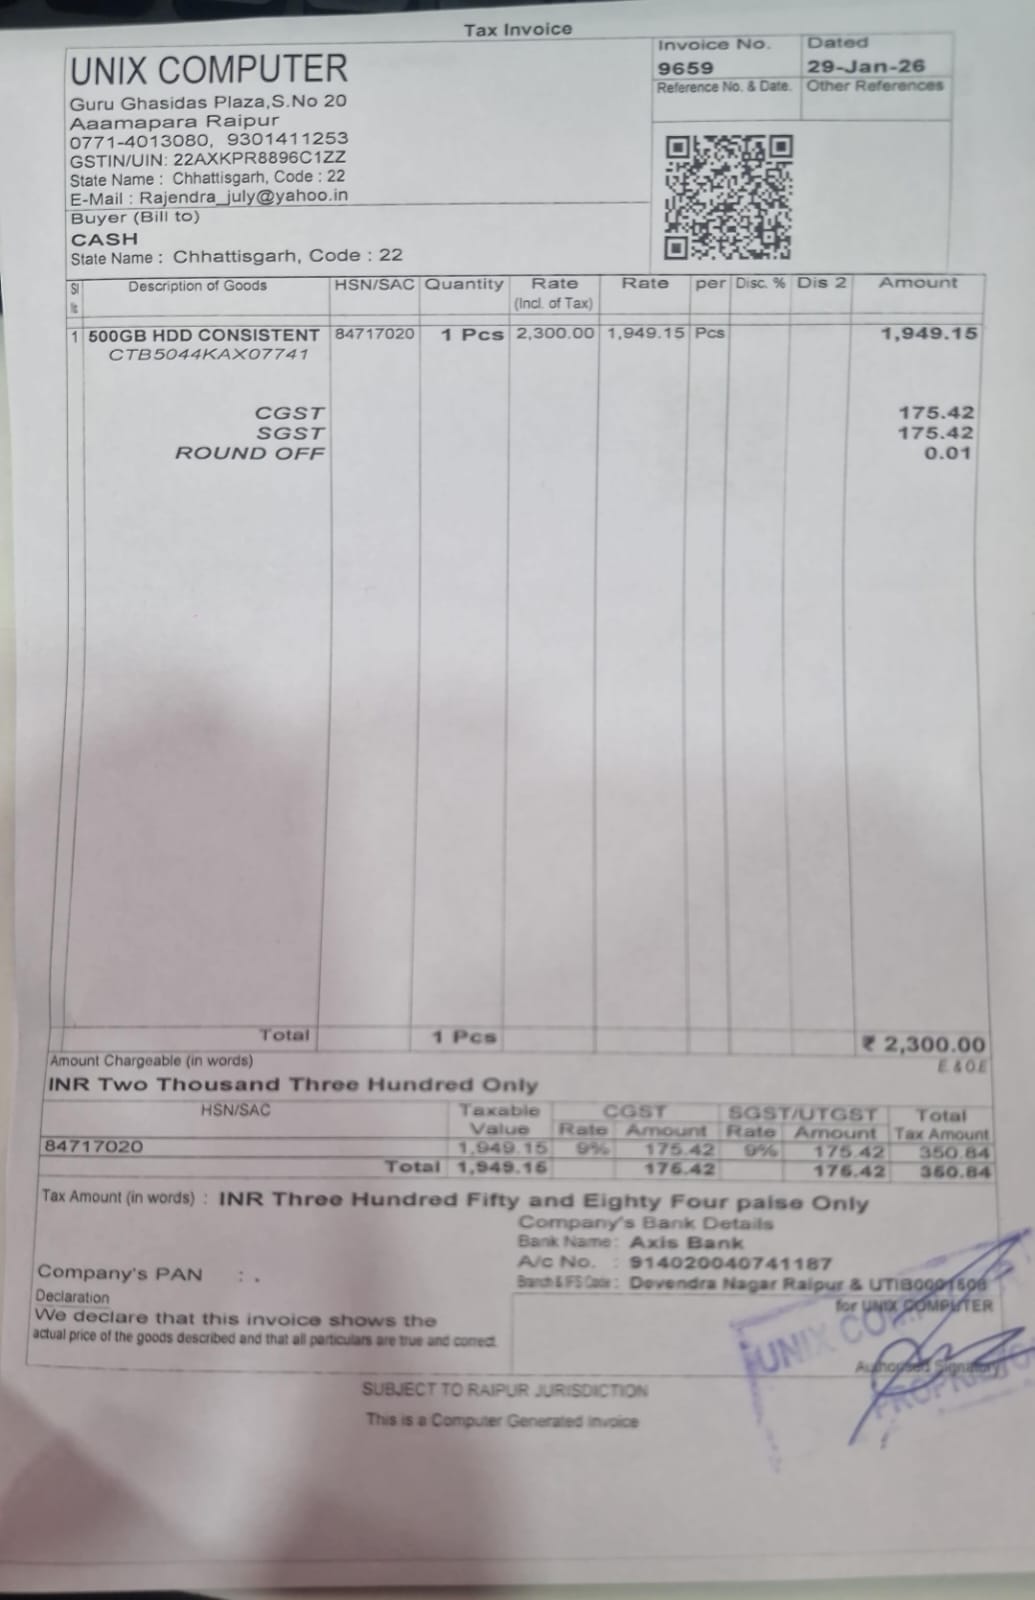 Tax Invoice
UNIX COMPUTER
Guru Ghasidas Plaza,S.No 20
Aaamapara Raipur
0771-4013080, 9301411253
GSTIN/UIN: 22AXKPR8896C1ZZ
State Name : Chhattisgarh, Code : 22
E-Mail : Rajendra_july@yahoo.in
Invoice No. Dated
9659 29-Jan-26
Reference No. & Date. Other References
Buyer (Bill to)
CASH
State Name : Chhattisgarh, Code : 22
Sl Description of Goods HSN/SAC Quantity Rate Rate per Disc. % Dis 2 Amount
(Incl. of Tax)
1 500GB HDD CONSISTENT 84717020 1 Pcs 2,300.00 1,949.15 Pcs 1,949.15
CTB5044KAX07741
CGST 175.42
SGST 175.42
ROUND OFF 0.01
Total 1 Pcs ₹ 2,300.00
Amount Chargeable (in words) E. & O.E
INR Two Thousand Three Hundred Only
HSN/SAC Taxable CGST SGST/UTGST Total
Value Rate Amount Rate Amount Tax Amount
84717020 1,949.15 9% 175.42 9% 175.42 350.84
Total 1,949.15 175.42 175.42 350.84
Tax Amount (in words) : INR Three Hundred Fifty and Eighty Four paise Only
Company's Bank Details
Bank Name : Axis Bank
A/c No. : 914020040741187
Branch & IFS Code : Devendra Nagar Raipur &
Company's PAN : .
Declaration
We declare that this invoice shows the
actual price of the goods described and that all particulars are true and correct.
for UNIX COMPUTER
Authorised Signatory
UNIX
SUBJECT TO RAIPUR JURISDICTION
This is a Computer Generated Invoice